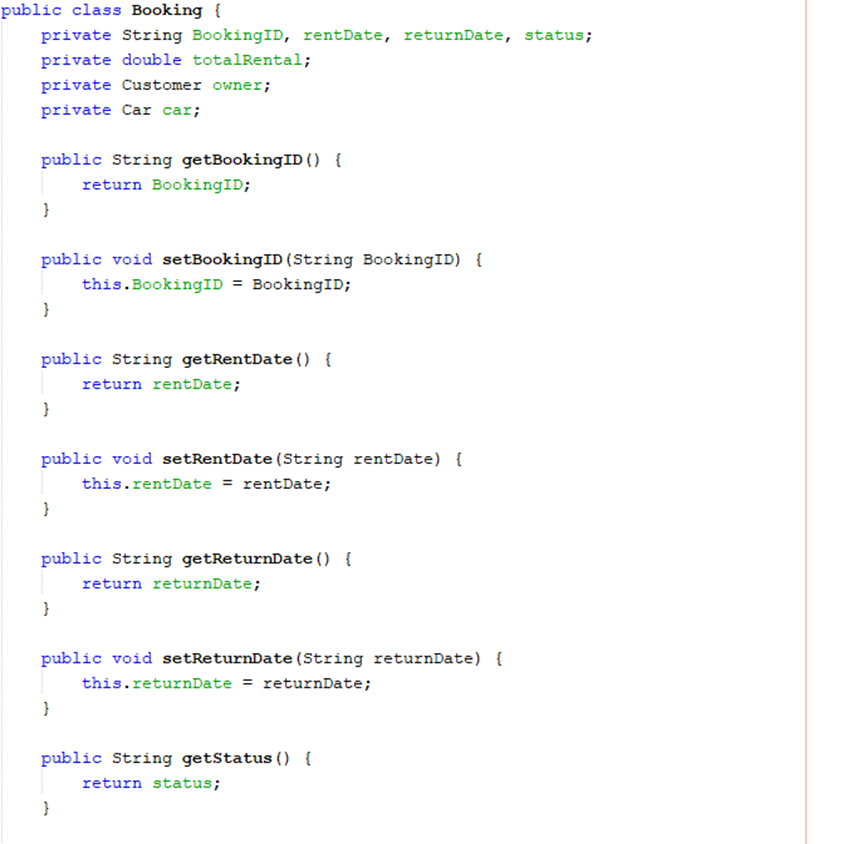 public class Booking {
private String BookingID, rentDate, returnDate, status;
private double totalRental;
private Customer owner;
private Car car;
public String getBookingID() {
return BookingID;
}
public void setBookingID(String BookingID) {
this.BookingID = BookingID;
}
public String getRentDate() {
return rentDate;
}
public void setRentDate(String rentDate) {
this.rentDate = rentDate;
}
public String getReturnDate() {
return returnDate;
}
public void setReturnDate(String returnDate) {
this.returnDate = returnDate;
}
public String getStatus() {
return status;
}